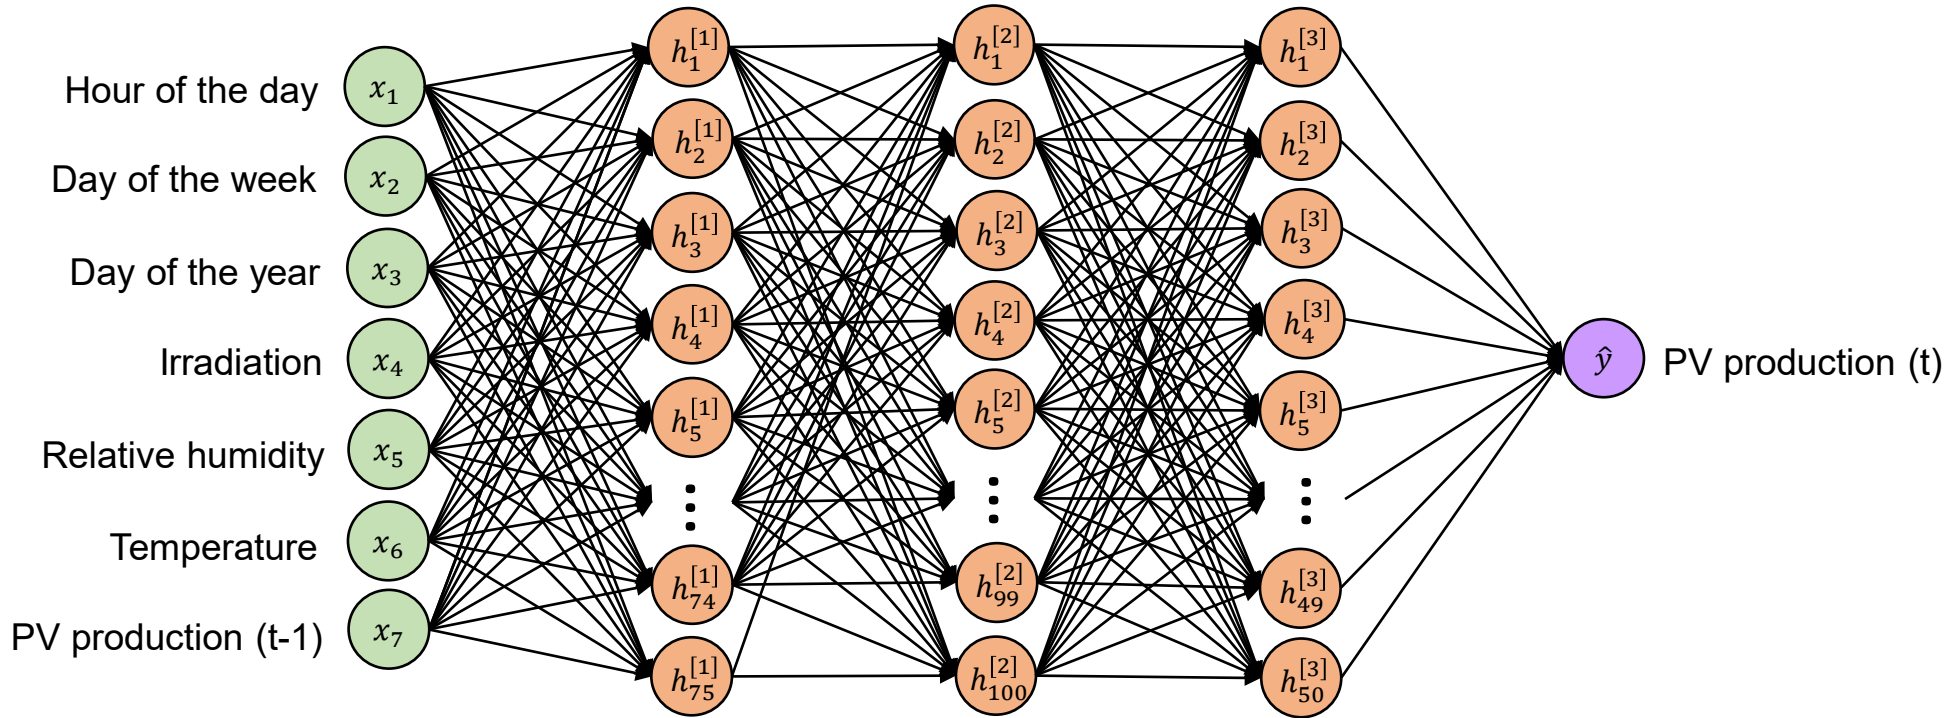 Hour of the day
Day of the week
Day of the year
Irradiation
Relative humidity
Temperature
PV production (t-1)
x₁
x₂
x₃
x₄
x₅
x₆
x₇
h₁^[1]
h₂^[1]
h₃^[1]
h₄^[1]
h₅^[1]
⋮
h₇₄^[1]
h₇₅^[1]
h₁^[2]
h₂^[2]
h₃^[2]
h₄^[2]
h₅^[2]
⋮
h₉₉^[2]
h₁₀₀^[2]
h₁^[3]
h₂^[3]
h₃^[3]
h₄^[3]
h₅^[3]
⋮
h₄₉^[3]
h₅₀^[3]
ŷ
PV production (t)